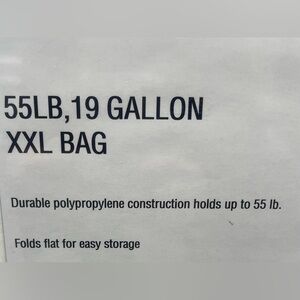 55LB,19 GALLON
XXL BAG
Durable polypropylene construction holds up to 55 lb.
Folds flat for easy storage